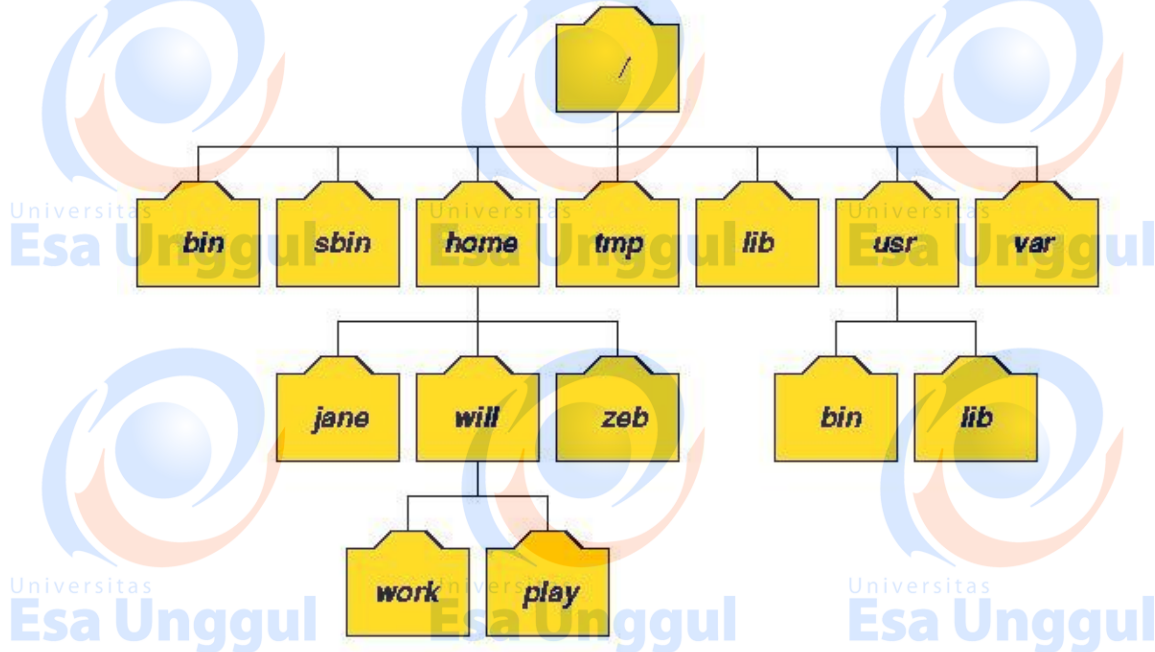 /
bin sbin home tmp lib usr var
jane will zeb bin lib
work play
Universitas Universitas Universitas
Esa Unggul Esa Unggul Esa Unggul
Universitas Universitas Universitas
Esa Unggul Esa Unggul Esa Unggul